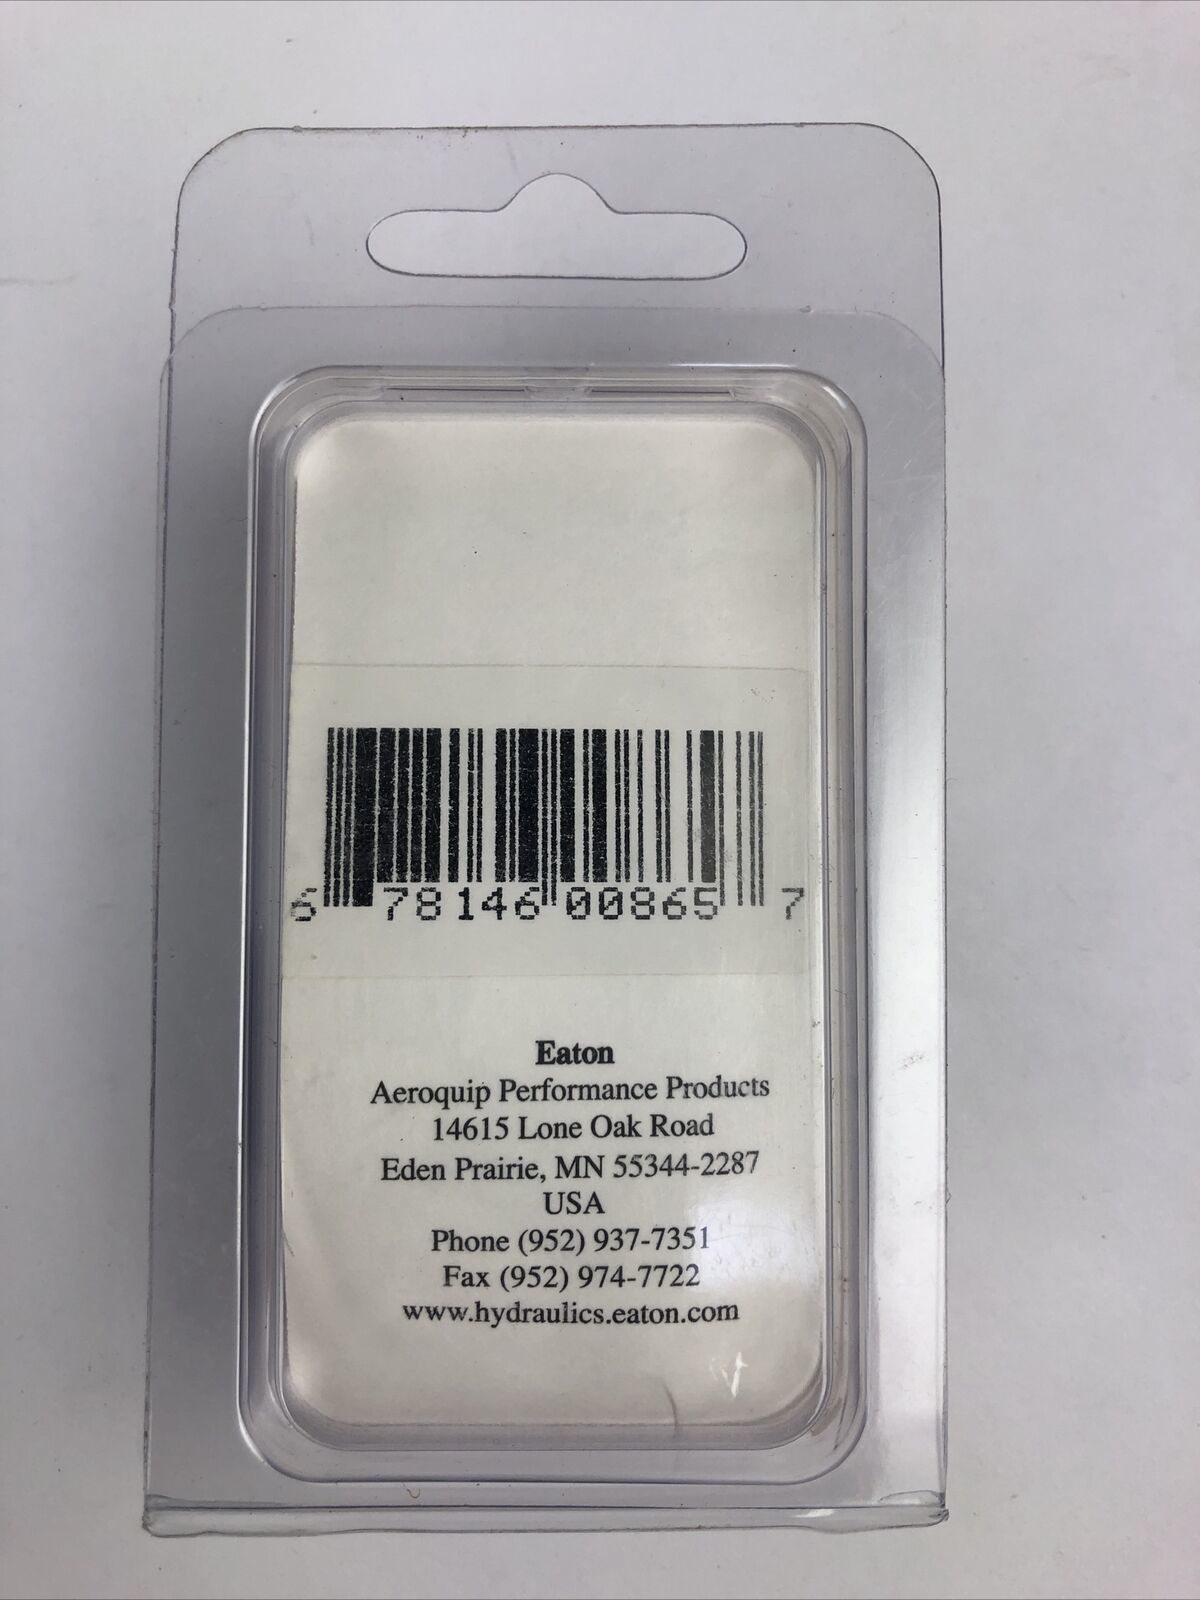 6 78146 00865 7
Eaton
Aeroquip Performance Products
14615 Lone Oak Road
Eden Prairie, MN 55344-2287
USA
Phone (952) 937-7351
Fax (952) 974-7722
www.hydraulics.eaton.com